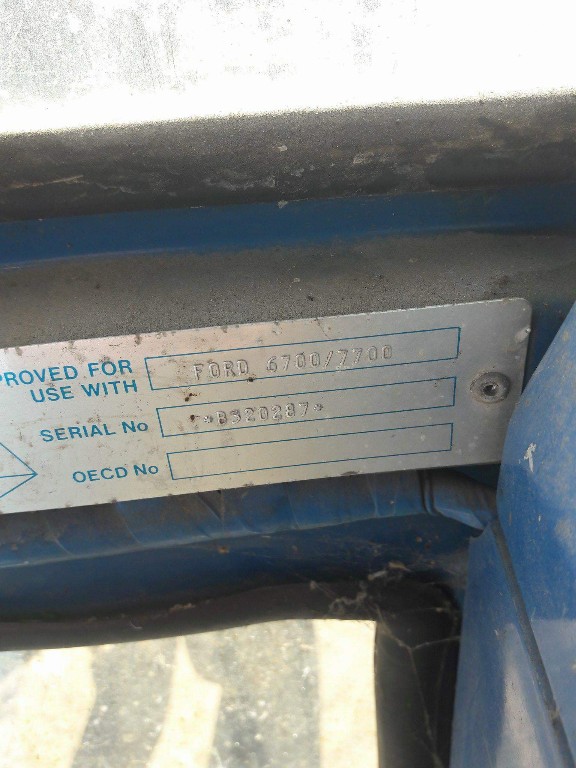 PROVED FOR FORD 6700/7700
USE WITH
SERIAL No *B520287*
OECD No